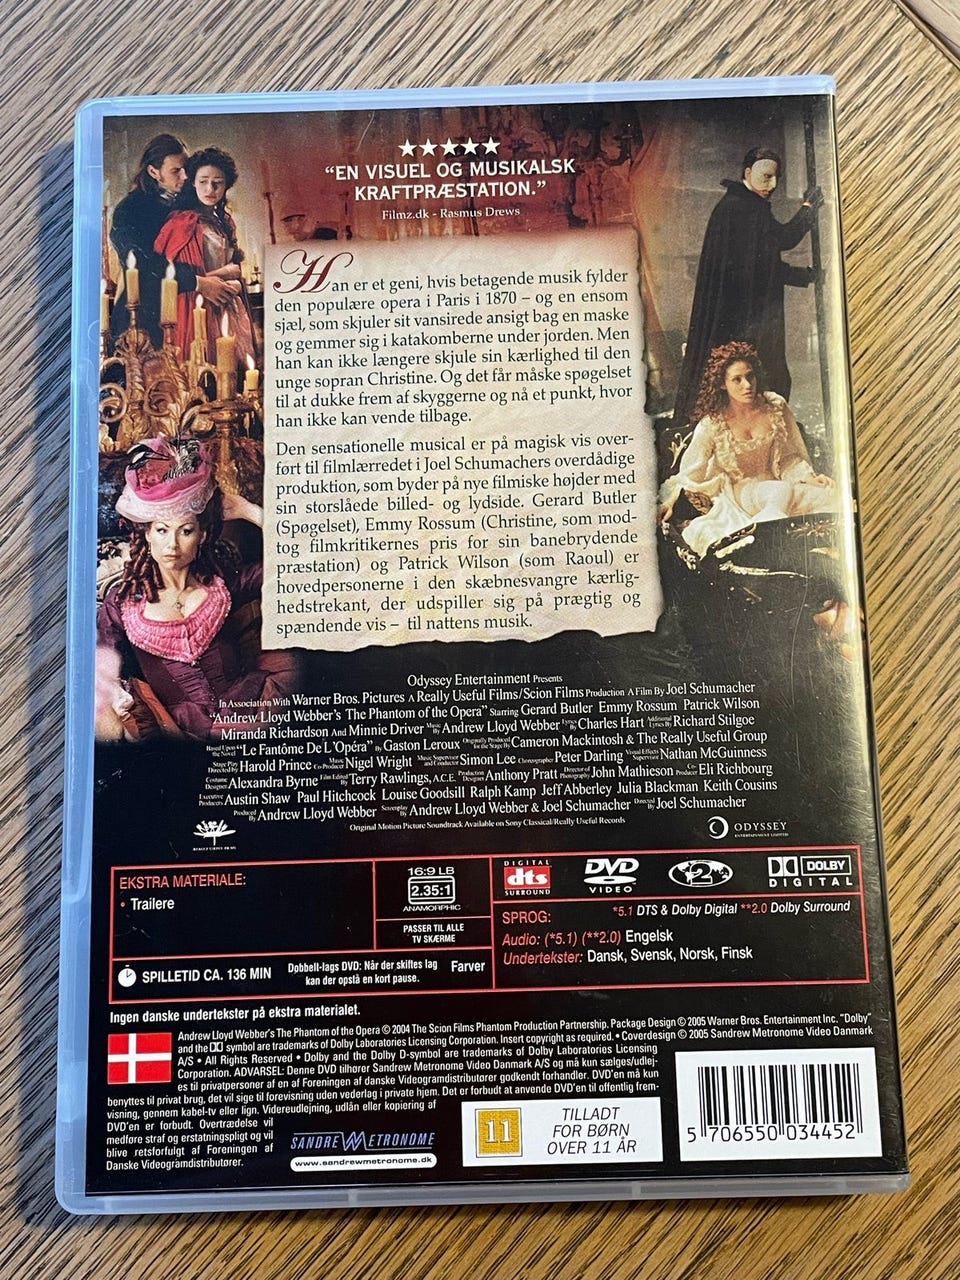 ★★★★★
“EN VISUEL OG MUSIKALSK
KRAFTPRÆSTATION.”
Filmz.dk - Rasmus Drews
Han er et geni, hvis betagende musik fylder
den populære opera i Paris i 1870 – og en ensom
sjæl, som skjuler sit vansirede ansigt bag en maske
og gemmer sig i katakomberne under jorden. Men
han kan ikke længere skjule sin kærlighed til den
unge sopran Christine. Og det får måske spøgelset
til at dukke frem af skyggerne og nå et punkt, hvor
han ikke kan vende tilbage.
Den sensationelle musical er på magisk vis over-
ført til filmlærredet i Joel Schumachers overdådige
produktion, som byder på nye filmiske højder med
sin storslåede billed- og lydside. Gerard Butler
(Spøgelset), Emmy Rossum (Christine, som mod-
tog filmkritikernes pris for sin banebrydende
præstation) og Patrick Wilson (som Raoul) er
hovedpersonerne i den skæbnesvangre kærlig-
hedstrekant, der udspiller sig på prægtig og
spændende vis – til nattens musik.
Odyssey Entertainment Presents
In Association With Warner Bros. Pictures A Really Useful Films/Scion Films Production A Film By Joel Schumacher
“Andrew Lloyd Webber's The Phantom of the Opera” Starring Gerard Butler Emmy Rossum Patrick Wilson
Miranda Richardson And Minnie Driver Music By Andrew Lloyd Webber Lyrics By Charles Hart Additional Lyrics By Richard Stilgoe
Based Upon the Novel “Le Fantôme De L'Opéra” By Gaston Leroux Originally Produced for the Stage By Cameron Mackintosh & The Really Useful Group
Stage Play Directed by Harold Prince Music Co-Producer Nigel Wright Music Supervisor and Conductor Simon Lee Choreographer Peter Darling Visual Effects Supervisor Nathan McGuinness
Costume Designer Alexandra Byrne Film Edited By Terry Rawlings, A.C.E. Production Designer Anthony Pratt Director of Photography John Mathieson Co-Producer Eli Richbourg
Executive Producers Austin Shaw Paul Hitchcock Louise Goodsill Ralph Kamp Jeff Abberley Julia Blackman Keith Cousins
Produced By Andrew Lloyd Webber Screenplay By Andrew Lloyd Webber & Joel Schumacher Directed By Joel Schumacher
Original Motion Picture Soundtrack Available on Sony Classical/Really Useful Records
REALLY USEFUL FILMS
ODYSSEY
ENTERTAINMENT LIMITED
EKSTRA MATERIALE:
• Trailere
16:9 LB
2.35:1
ANAMORPHIC
PASSER TIL ALLE
TV SKÆRME
DIGITAL
dts
SURROUND
DVD
VIDEO
2
DOLBY
DIGITAL
SPROG:
*5.1 DTS & Dolby Digital **2.0 Dolby Surround
Audio: (*5.1) (**2.0) Engelsk
Undertekster: Dansk, Svensk, Norsk, Finsk
SPILLETID CA. 136 MIN
Dobbelt-lags DVD: Når der skiftes lag
kan der opstå en kort pause.
Farver
Ingen danske undertekster på ekstra materialet.
Andrew Lloyd Webber's The Phantom of the Opera © 2004 The Scion Films Phantom Production Partnership. Package Design © 2005 Warner Bros. Entertainment Inc. “Dolby”
and the DD symbol are trademarks of Dolby Laboratories Licensing Corporation. Insert copyright as required. • Coverdesign © 2005 Sandrew Metronome Video Danmark
A/S • All Rights Reserved • Dolby and the Dolby D-symbol are trademarks of Dolby Laboratories Licensing
Corporation. ADVARSEL: Denne DVD tilhører Sandrew Metronome Video Danmark A/S og må kun sælges/udlej-
es til privatpersoner af en af Foreningen af danske Videogramdistributører godkendt forhandler. DVD'en må kun
benyttes til privat brug, det vil sige til forevisning uden vederlag i private hjem. Det er forbudt at anvende DVD'en til offentlig frem-
visning, gennem kabel-tv eller lign. Videreudlejning, udlån eller kopiering af
DVD'en er forbudt. Overtrædelse vil
medføre straf og erstatningspligt og vil
blive retsforfulgt af Foreningen af
Danske Videogramdistributører.
SANDREW METRONOME
www.sandrewmetronome.dk
11
TILLADT
FOR BØRN
OVER 11 ÅR
5 706550 034452